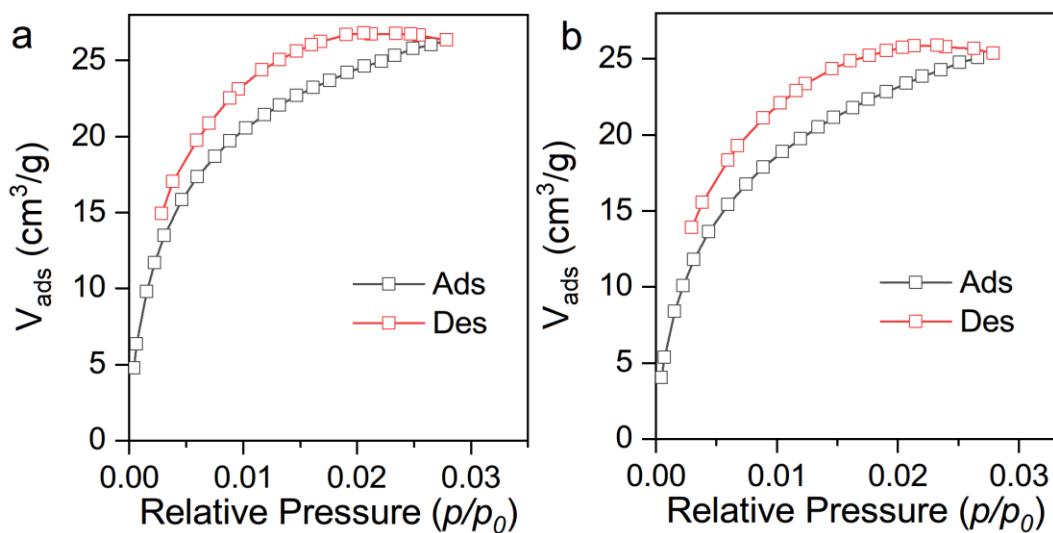 a
25
20
15
10
5
0
V_ads (cm³/g)
Ads
Des
0.00
0.01
0.02
0.03
Relative Pressure (p/p₀)
b
25
20
15
10
5
0
V_ads (cm³/g)
Ads
Des
0.00
0.01
0.02
0.03
Relative Pressure (p/p₀)